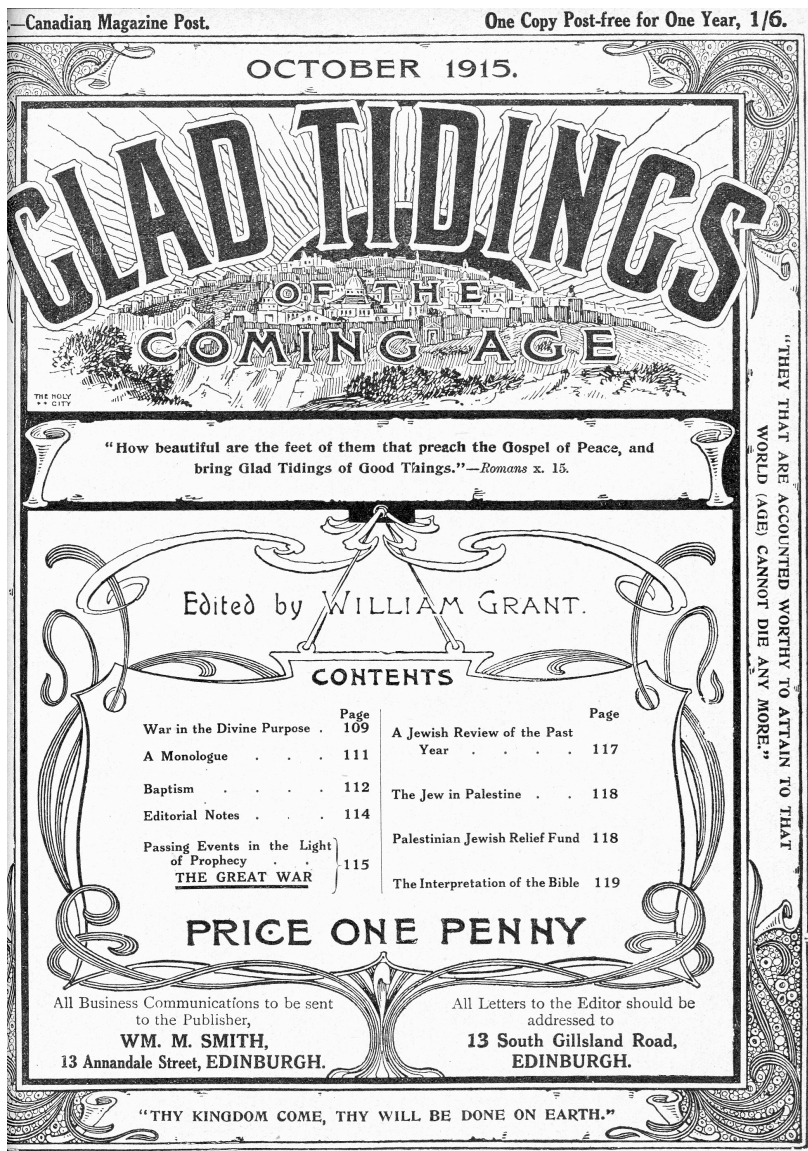 .—Canadian Magazine Post.
One Copy Post-free for One Year, 1/6.
OCTOBER 1915.
GLAD TIDINGS
OF THE
COMING AGE
THE HOLY
CITY
"How beautiful are the feet of them that preach the Gospel of Peace, and
bring Glad Tidings of Good Things."—Romans x. 15.
Edited by WILLIAM GRANT.
CONTENTS
Page
War in the Divine Purpose . 109
A Monologue . . . 111
Baptism . . . . 112
Editorial Notes . . . 114
Passing Events in the Light
of Prophecy . .
THE GREAT WAR
115
Page
A Jewish Review of the Past
Year . . . . 117
The Jew in Palestine . . 118
Palestinian Jewish Relief Fund 118
The Interpretation of the Bible 119
PRICE ONE PENNY
All Business Communications to be sent
to the Publisher,
WM. M. SMITH,
13 Annandale Street, EDINBURGH.
All Letters to the Editor should be
addressed to
13 South Gillsland Road,
EDINBURGH.
"THY KINGDOM COME, THY WILL BE DONE ON EARTH."
"THEY THAT ARE ACCOUNTED WORTHY TO ATTAIN TO THAT
WORLD (AGE) CANNOT DIE ANY MORE."